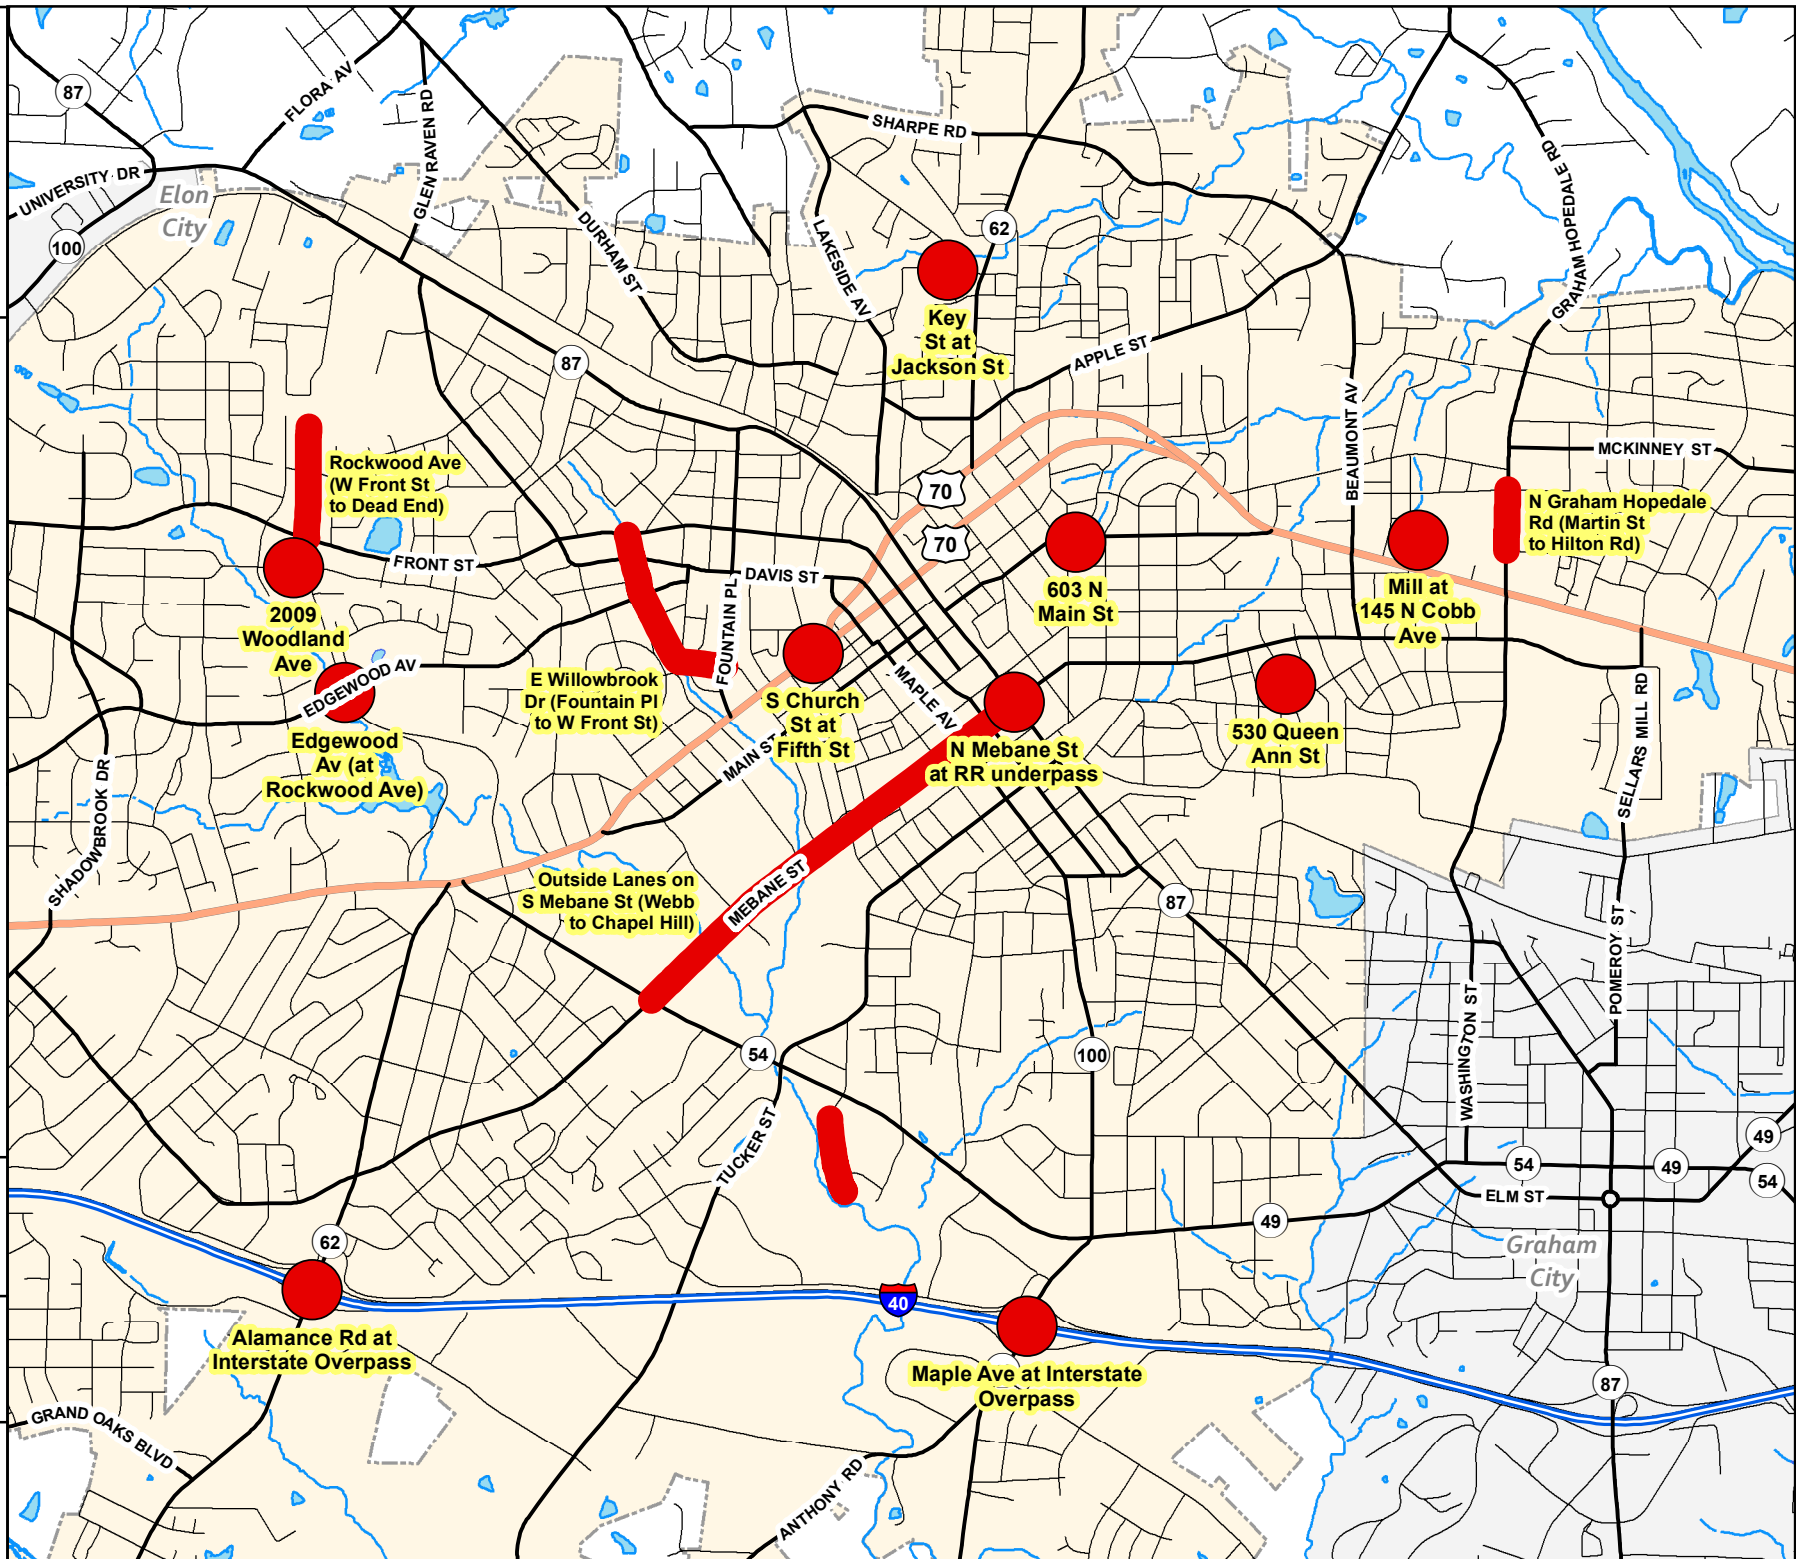 87
FLORA AV
GLEN RAVEN RD
SHARPE RD
GRAHAM HOPEDALE RD
UNIVERSITY DR
Elon
City
100
DURHAM ST
LAKESIDE AV
62
Key
St at
Jackson St
GRAHAM HOPEDALE RD
87
APPLE ST
BEAUMONT AV
MCKINNEY ST
Rockwood Ave
(W Front St
to Dead End)
70
70
N Graham Hopedale
Rd (Martin St
to Hilton Rd)
FRONT ST
DAVIS ST
FOUNTAIN PL
603 N
Main St
Mill at
145 N Cobb
Ave
2009
Woodland
Ave
EDGEWOOD AV
E Willowbrook
Dr (Fountain Pl
to W Front St)
S Church
St at
Fifth St
MAPLE AV
N Mebane St
at RR underpass
530 Queen
Ann St
SELLARS MILL RD
Edgewood
Av (at
Rockwood Ave)
MAIN ST
SHADOWBROOK DR
Outside Lanes on
S Mebane St (Webb
to Chapel Hill)
MEBANE ST
87
POMEROY ST
WASHINGTON ST
54
100
TUCKER ST
54
49
49
54
ELM ST
49
62
Graham
City
40
Alamance Rd at
Interstate Overpass
Maple Ave at Interstate
Overpass
87
GRAND OAKS BLVD
ANTHONY RD